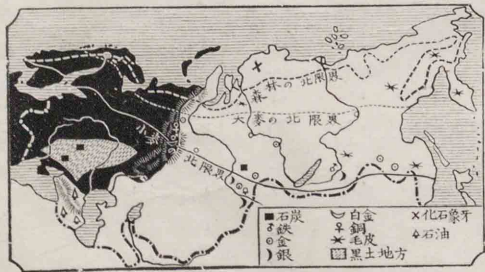 森林の北限界
大麥の北限界
北限界
石炭
鉄
金
銀
白金
銅
毛皮
黒土地方
化石象牙
石油